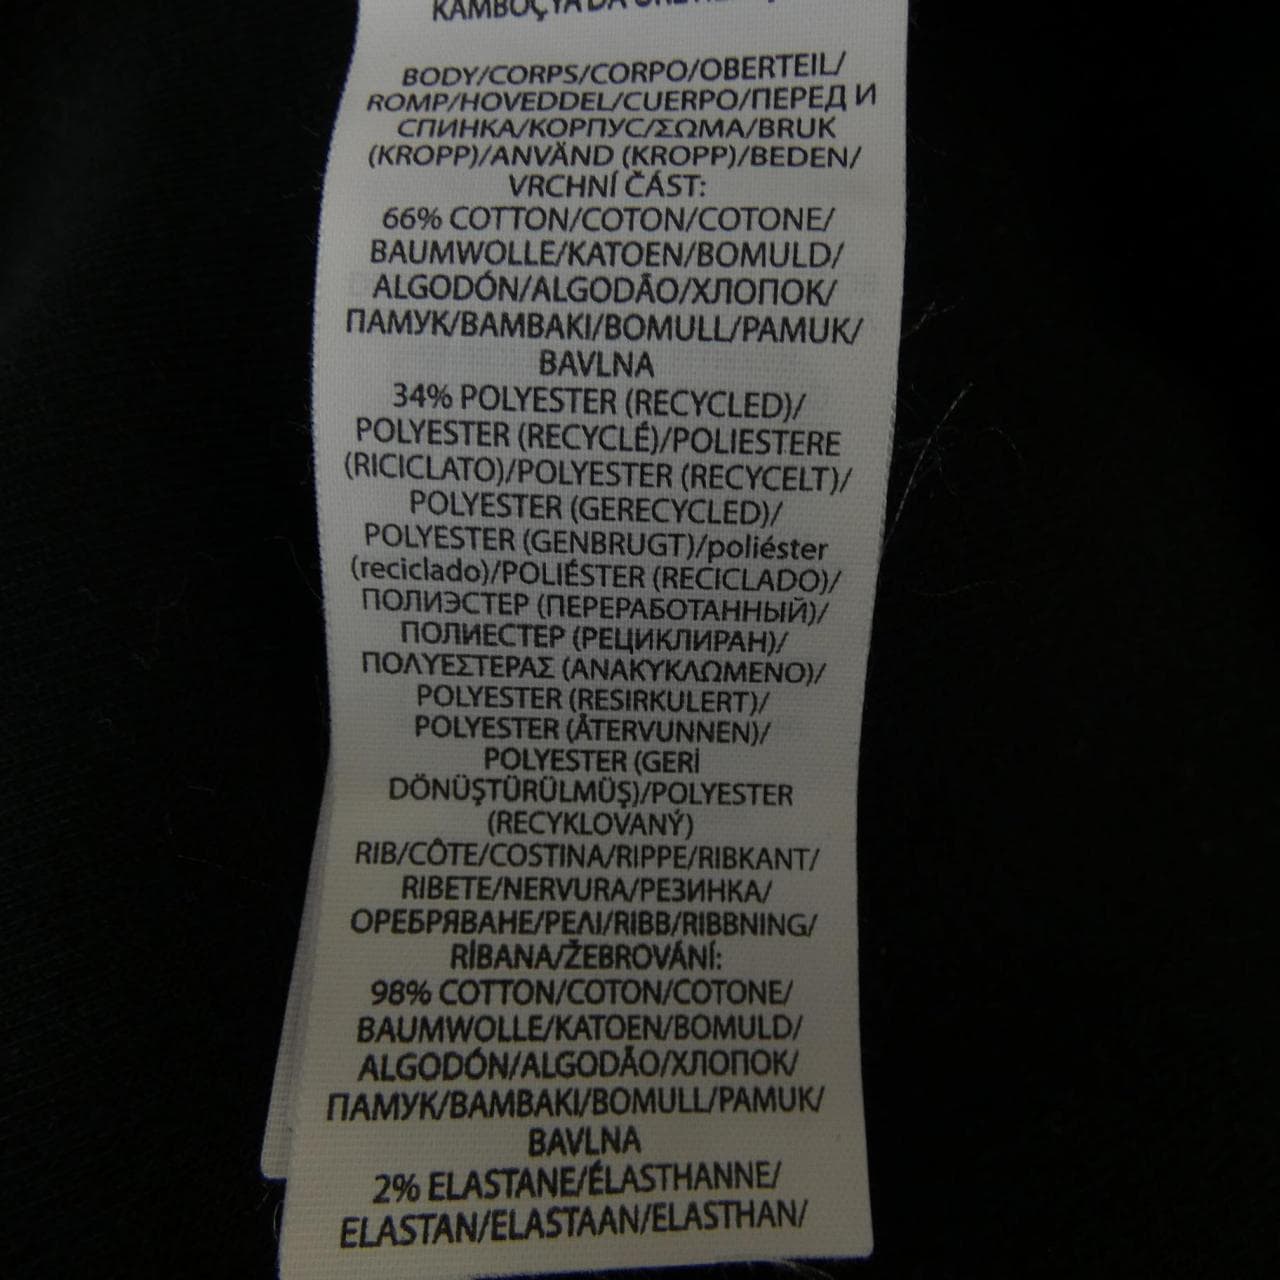 KAMBOÇYA'DA
BODY/CORPS/CORPO/OBERTEIL/
ROMP/HOVEDDEL/CUERPO/ПЕРЕД И
СПИНКА/КОРПУС/ΣΩΜΑ/BRUK
(KROPP)/ANVÄND (KROPP)/BEDEN/
VRCHNÍ ČÁST:
66% COTTON/COTON/COTONE/
BAUMWOLLE/KATOEN/BOMULD/
ALGODÓN/ALGODÃO/ХЛОПОК/
ПАМУК/ΒΑΜΒΑΚΙ/BOMULL/PAMUK/
BAVLNA
34% POLYESTER (RECYCLED)/
POLYESTER (RECYCLÉ)/POLIESTERE
(RICICLATO)/POLYESTER (RECYCELT)/
POLYESTER (GERECYCLED)/
POLYESTER (GENBRUGT)/poliéster
(reciclado)/POLIÉSTER (RECICLADO)/
ПОЛИЭСТЕР (ПЕРЕРАБОТАННЫЙ)/
ПОЛИЕСТЕР (РЕЦИКЛИРАН)/
ΠΟΛΥΕΣΤΕΡΑΣ (ΑΝΑΚΥΚΛΩΜΕΝΟ)/
POLYESTER (RESIRKULERT)/
POLYESTER (ÅTERVUNNEN)/
POLYESTER (GERİ
DÖNÜŞTÜRÜLMÜŞ)/POLYESTER
(RECYKLOVANÝ)
RIB/CÔTE/COSTINA/RIPPE/RIBKANT/
RIBETE/NERVURA/РЕЗИНКА/
ОРЕБРЯВАНЕ/ΡΕΛΙ/RIBB/RIBBNING/
RİBANA/ŽEBROVÁNÍ:
98% COTTON/COTON/COTONE/
BAUMWOLLE/KATOEN/BOMULD/
ALGODÓN/ALGODÃO/ХЛОПОК/
ПАМУК/ΒΑΜΒΑΚΙ/BOMULL/PAMUK/
BAVLNA
2% ELASTANE/ÉLASTHANNE/
ELASTAN/ELASTAAN/ELASTHAN/